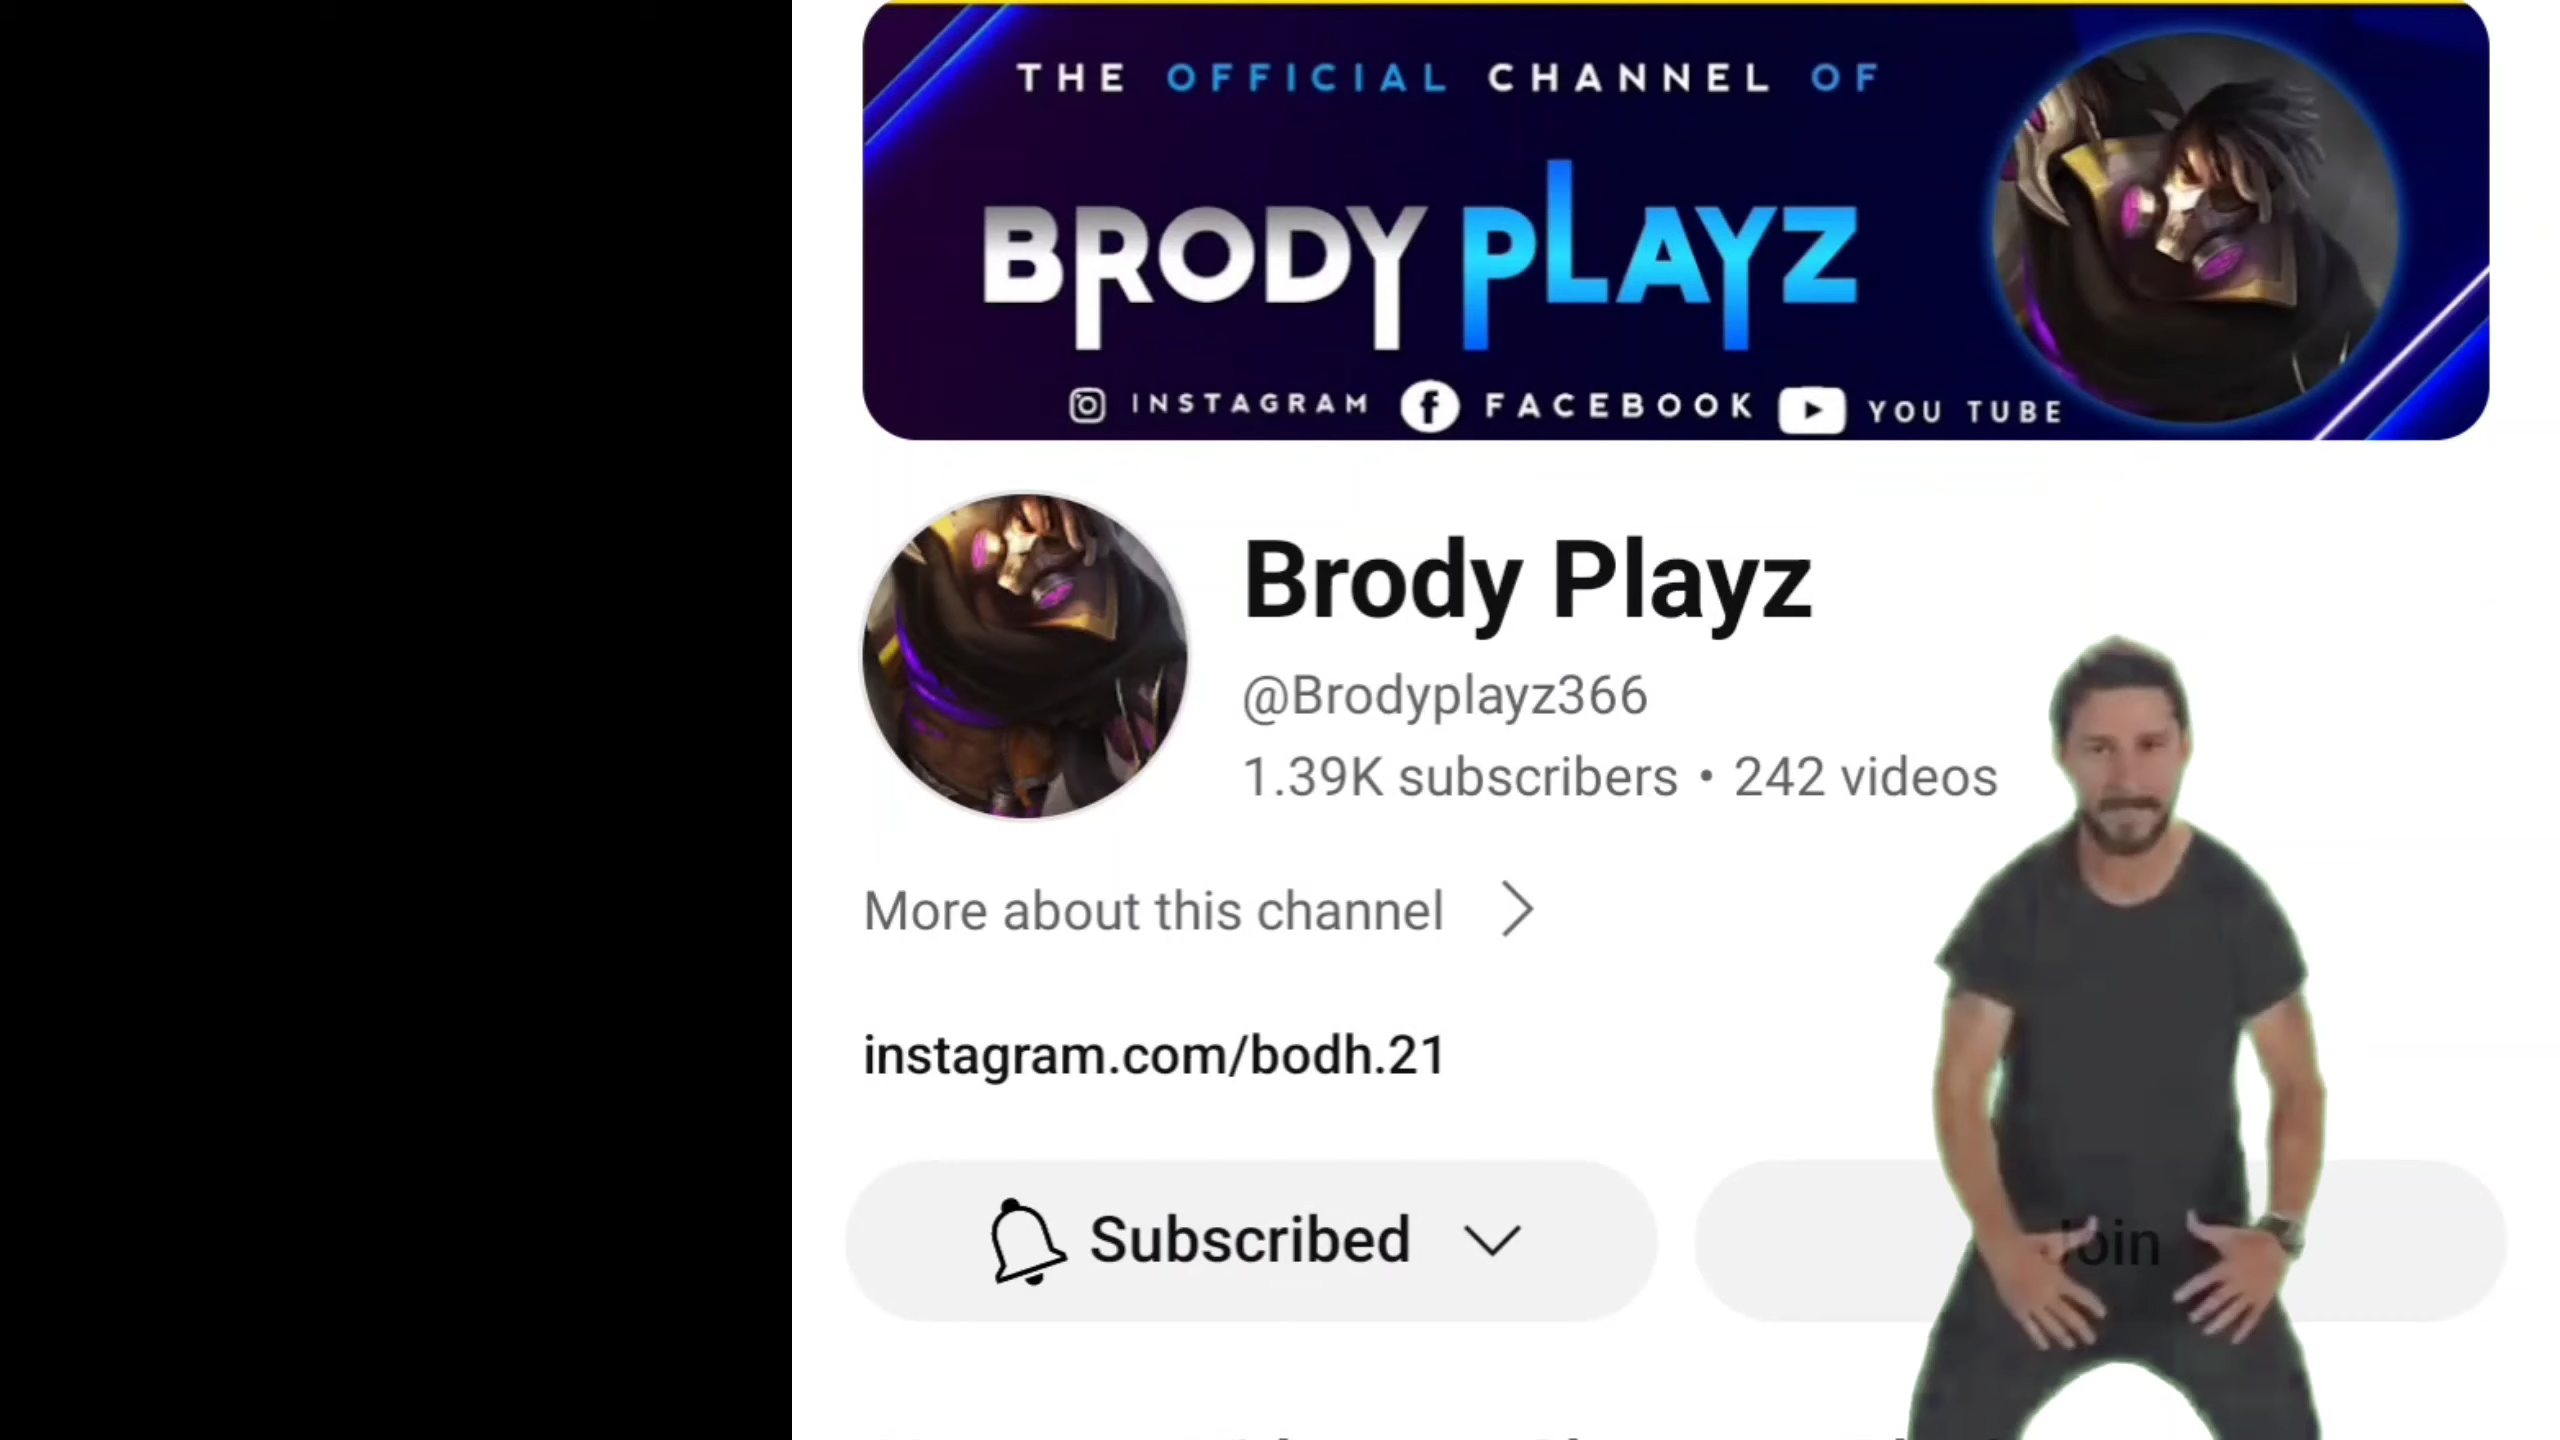 THE OFFICIAL CHANNEL OF
BRODY PLAYZ
INSTAGRAM FACEBOOK YOU TUBE
Brody Playz
@Brodyplayz366
1.39K subscribers • 242 videos
More about this channel
instagram.com/bodh.21
Subscribed
Join